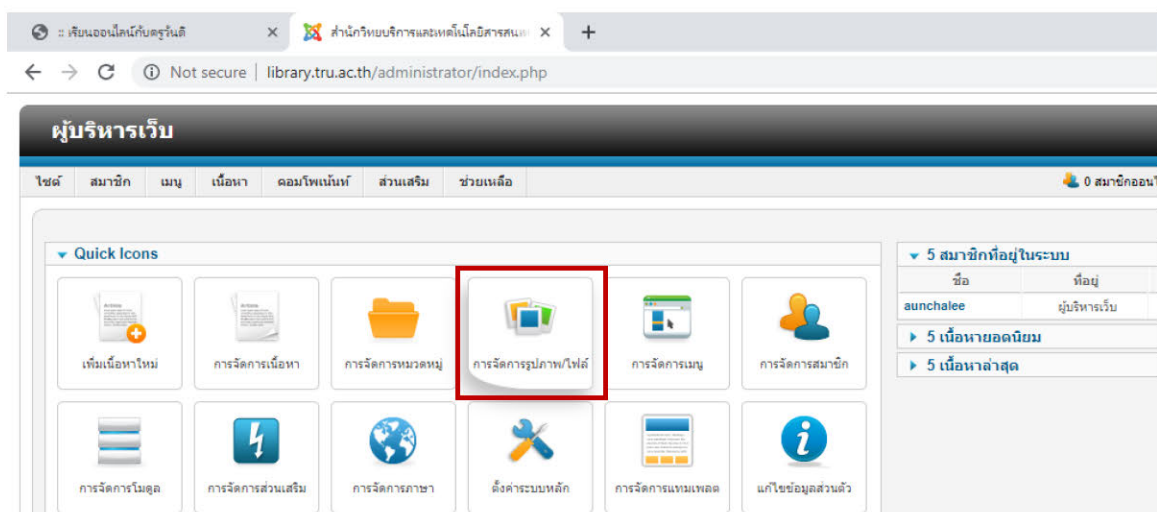 :: เรียนออนไลน์กับครูวันดี
สำนักวิทยบริการและเทคโนโลยีสารสนเ
Not secure | library.tru.ac.th/administrator/index.php
ผู้บริหารเว็บ
ไซต์ สมาชิก เมนู เนื้อหา คอมโพเน้นท์ ส่วนเสริม ช่วยเหลือ
0 สมาชิกออนไ
Quick Icons
เพิ่มเนื้อหาใหม่ การจัดการเนื้อหา การจัดการหมวดหมู่ การจัดการรูปภาพ/ไฟล์ การจัดการเมนู การจัดการสมาชิก
การจัดการโมดูล การจัดการส่วนเสริม การจัดการภาษา ตั้งค่าระบบหลัก การจัดการแทมเพลต แก้ไขข้อมูลส่วนตัว
5 สมาชิกที่อยู่ในระบบ
ชื่อ ที่อยู่
aunchalee ผู้บริหารเว็บ
5 เนื้อหายอดนิยม
5 เนื้อหาล่าสุด